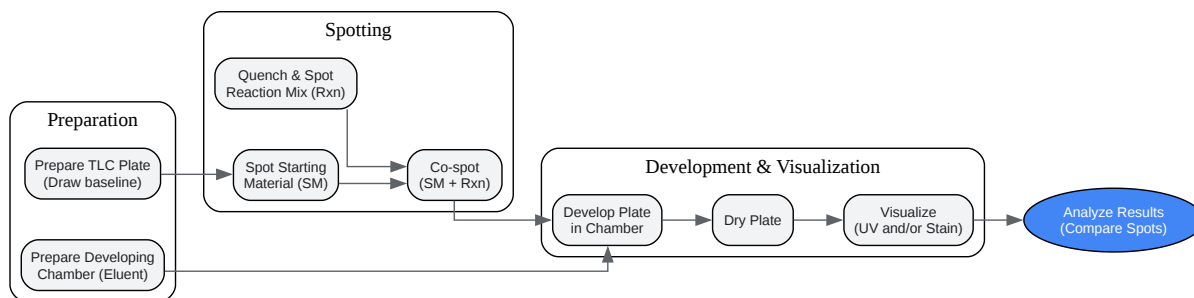 Preparation
Prepare TLC Plate
(Draw baseline)
Prepare Developing
Chamber (Eluent)
Spotting
Quench & Spot
Reaction Mix (Rxn)
Spot Starting
Material (SM)
Co-spot
(SM + Rxn)
Development & Visualization
Develop Plate
in Chamber
Dry Plate
Visualize
(UV and/or Stain)
Analyze Results
(Compare Spots)